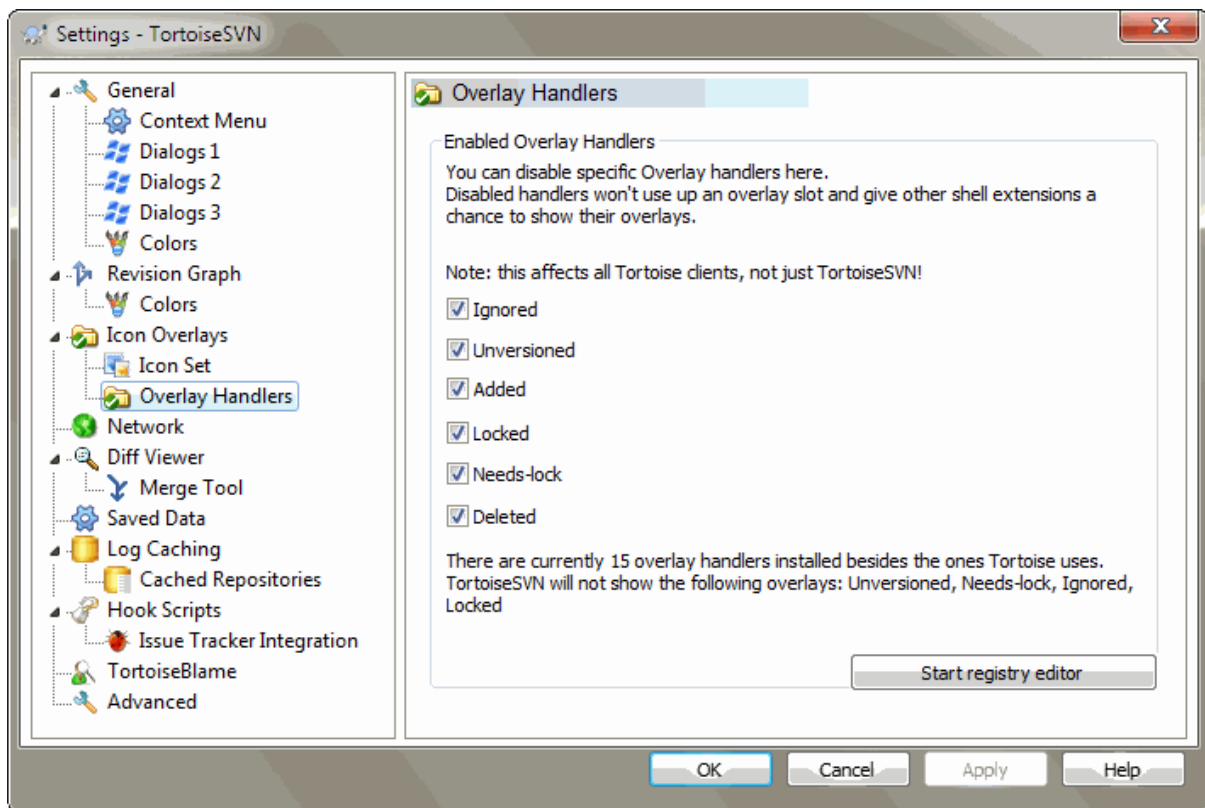 Settings - TortoiseSVN
General
Context Menu
Dialogs 1
Dialogs 2
Dialogs 3
Colors
Revision Graph
Colors
Icon Overlays
Icon Set
Overlay Handlers
Network
Diff Viewer
Merge Tool
Saved Data
Log Caching
Cached Repositories
Hook Scripts
Issue Tracker Integration
TortoiseBlame
Advanced
Overlay Handlers
Enabled Overlay Handlers
You can disable specific Overlay handlers here.
Disabled handlers won't use up an overlay slot and give other shell extensions a
chance to show their overlays.
Note: this affects all Tortoise clients, not just TortoiseSVN!
Ignored
Unversioned
Added
Locked
Needs-lock
Deleted
There are currently 15 overlay handlers installed besides the ones Tortoise uses.
TortoiseSVN will not show the following overlays: Unversioned, Needs-lock, Ignored,
Locked
Start registry editor
OK
Cancel
Apply
Help